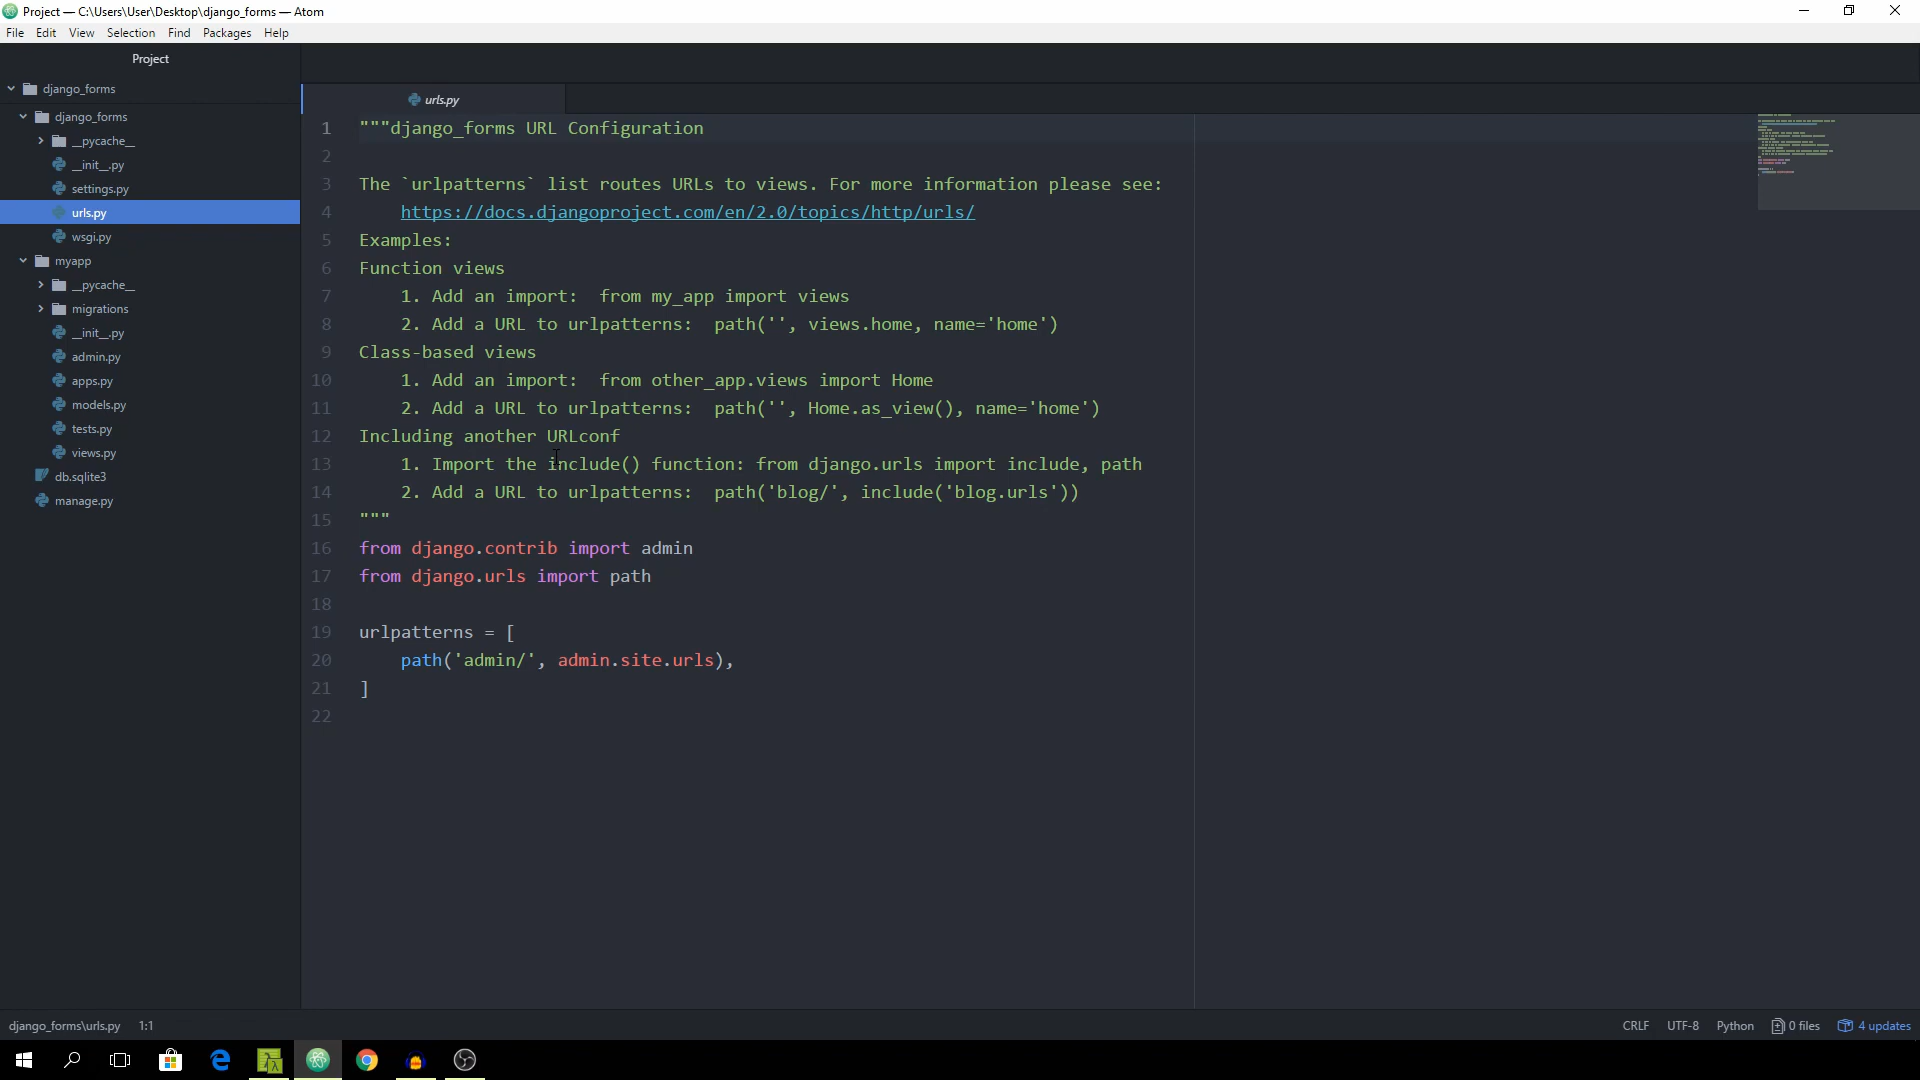 Project — C:\Users\User\Desktop\django_forms — Atom
File Edit View Selection Find Packages Help
Project
django_forms
django_forms
__pycache__
__init__.py
settings.py
urls.py
wsgi.py
myapp
__pycache__
migrations
__init__.py
admin.py
apps.py
models.py
tests.py
views.py
db.sqlite3
manage.py
urls.py
1 """django_forms URL Configuration
2
3 The `urlpatterns` list routes URLs to views. For more information please see:
4     https://docs.djangoproject.com/en/2.0/topics/http/urls/
5 Examples:
6 Function views
7     1. Add an import:  from my_app import views
8     2. Add a URL to urlpatterns:  path('', views.home, name='home')
9 Class-based views
10     1. Add an import:  from other_app.views import Home
11     2. Add a URL to urlpatterns:  path('', Home.as_view(), name='home')
12 Including another URLconf
13     1. Import the include() function: from django.urls import include, path
14     2. Add a URL to urlpatterns:  path('blog/', include('blog.urls'))
15 """
16 from django.contrib import admin
17 from django.urls import path
18
19 urlpatterns = [
20     path('admin/', admin.site.urls),
21 ]
22
django_forms\urls.py 1:1
CRLF UTF-8 Python 0 files 4 updates